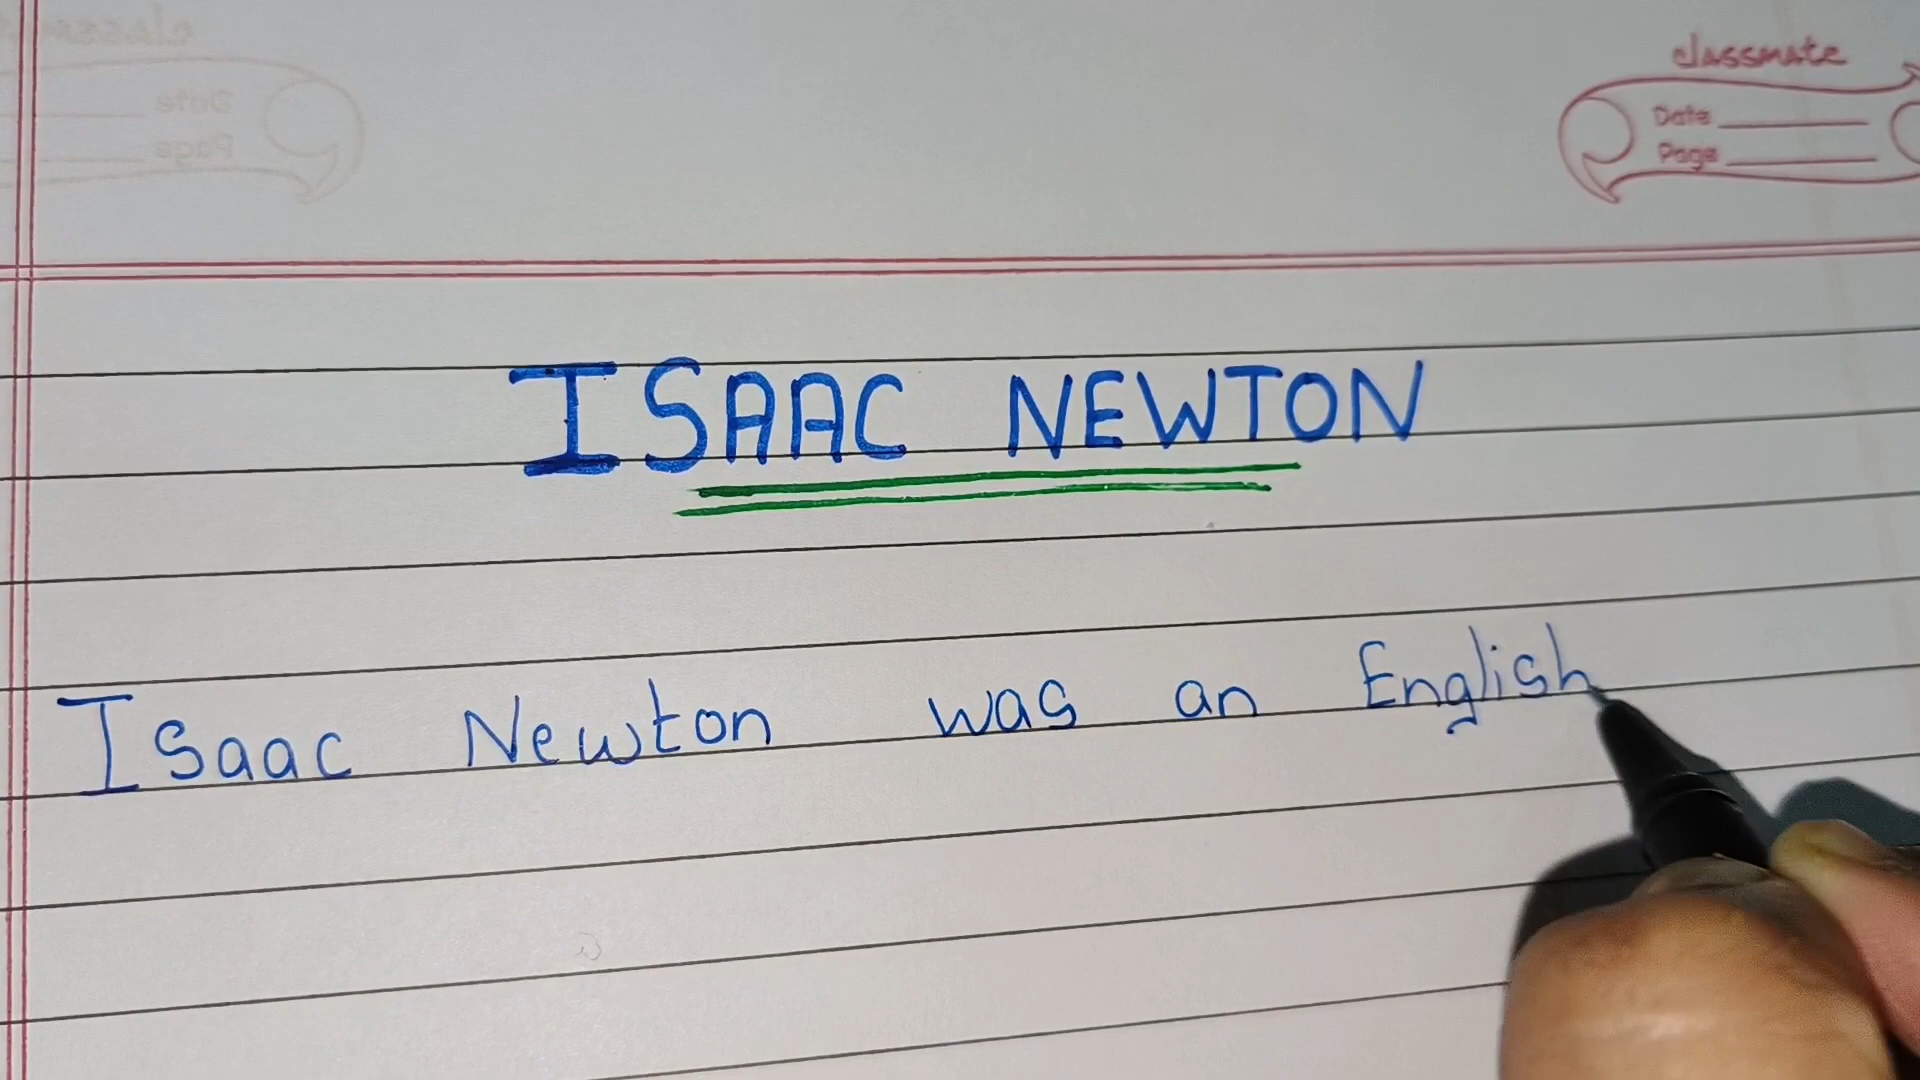 classmate
Date
Page
ISAAC NEWTON
Isaac Newton was an English